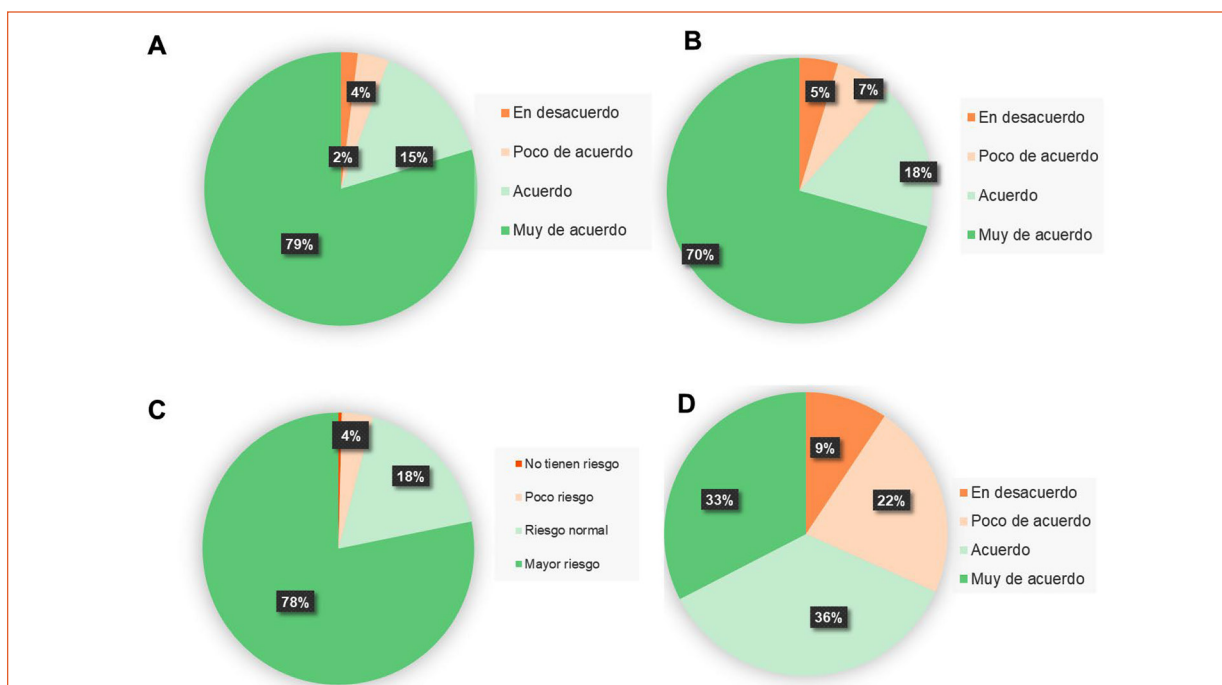 A
4%
2%
15%
79%
En desacuerdo
Poco de acuerdo
Acuerdo
Muy de acuerdo
B
5%
7%
18%
70%
En desacuerdo
Poco de acuerdo
Acuerdo
Muy de acuerdo
C
4%
18%
78%
No tienen riesgo
Poco riesgo
Riesgo normal
Mayor riesgo
D
9%
22%
33%
36%
En desacuerdo
Poco de acuerdo
Acuerdo
Muy de acuerdo